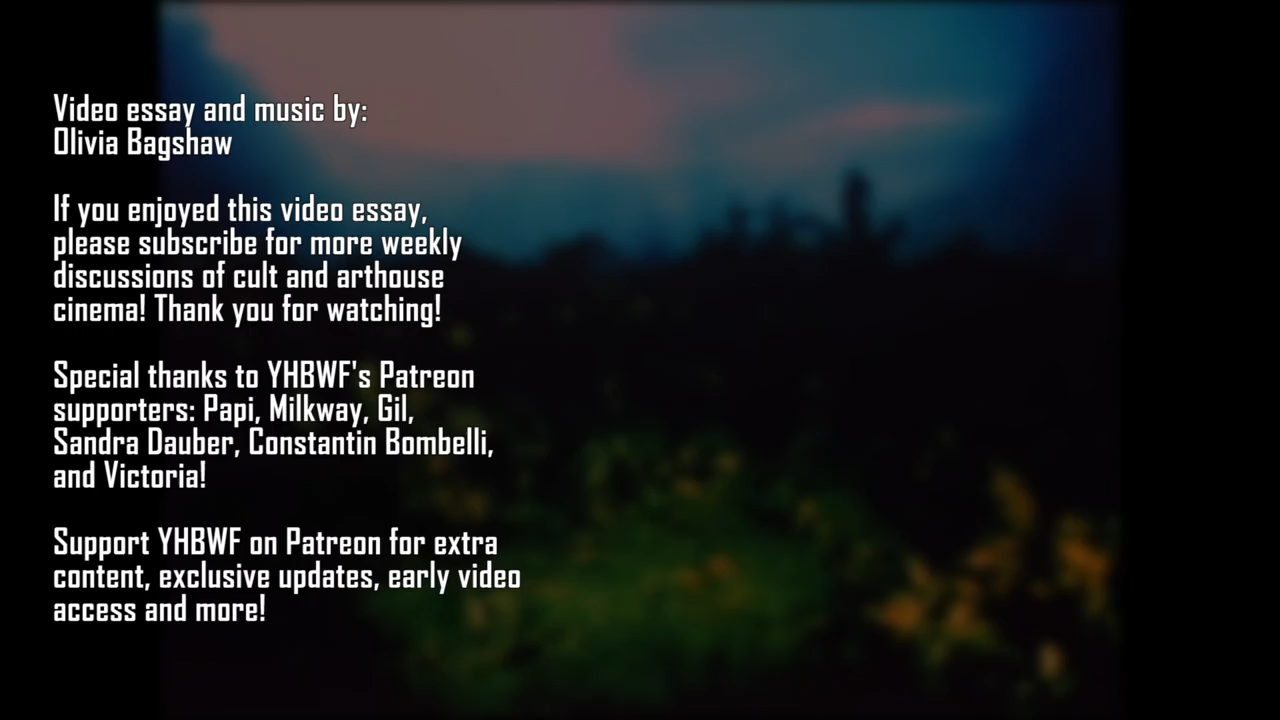 Video essay and music by:
Olivia Bagshaw
If you enjoyed this video essay,
please subscribe for more weekly
discussions of cult and arthouse
cinema! Thank you for watching!
Special thanks to YHBWF's Patreon
supporters: Papi, Milkway, Gil,
Sandra Dauber, Constantin Bombelli,
and Victoria!
Support YHBWF on Patreon for extra
content, exclusive updates, early video
access and more!